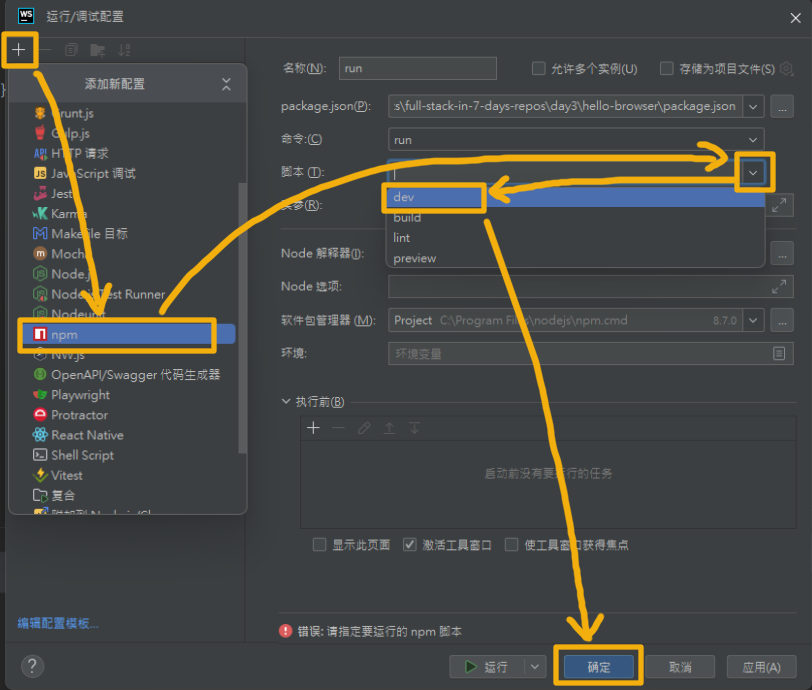 WS 运行/调试配置
添加新配置
Grunt.js
Gulp.js
API HTTP 请求
JS JavaScript 调试
Jest
Karma
Makefile 目标
m Mocha
Node.js
Node.js Test Runner
Nodeunit
npm
NW.js
OpenAPI/Swagger 代码生成器
Playwright
Protractor
React Native
Shell Script
Vitest
复合
编辑配置模板...
名称(N): run
允许多个实例(U)
存储为项目文件(S)
package.json(P): s\full-stack-in-7-days-repos\day3\hello-browser\package.json
命令:(C) run
脚本 (T):
dev
build
lint
preview
实参(R):
Node 解释器(I):
Node 选项:
软件包管理器 (M): Project C:\Program Files\nodejs\npm.cmd 8.7.0
环境: 环境变量
执行前(B)
启动前没有要运行的任务
显示此页面 激活工具窗口 使工具窗口获得焦点
错误: 请指定要运行的 npm 脚本
? 运行 确定 取消 应用(A)